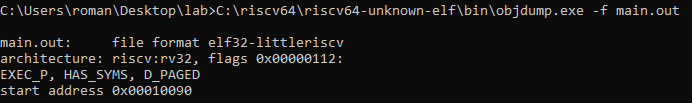 C:\Users\roman\Desktop\lab>C:\riscv64\riscv64-unknown-elf\bin\objdump.exe -f main.out
main.out:     file format elf32-littleriscv
architecture: riscv:rv32, flags 0x00000112:
EXEC_P, HAS_SYMS, D_PAGED
start address 0x00010090